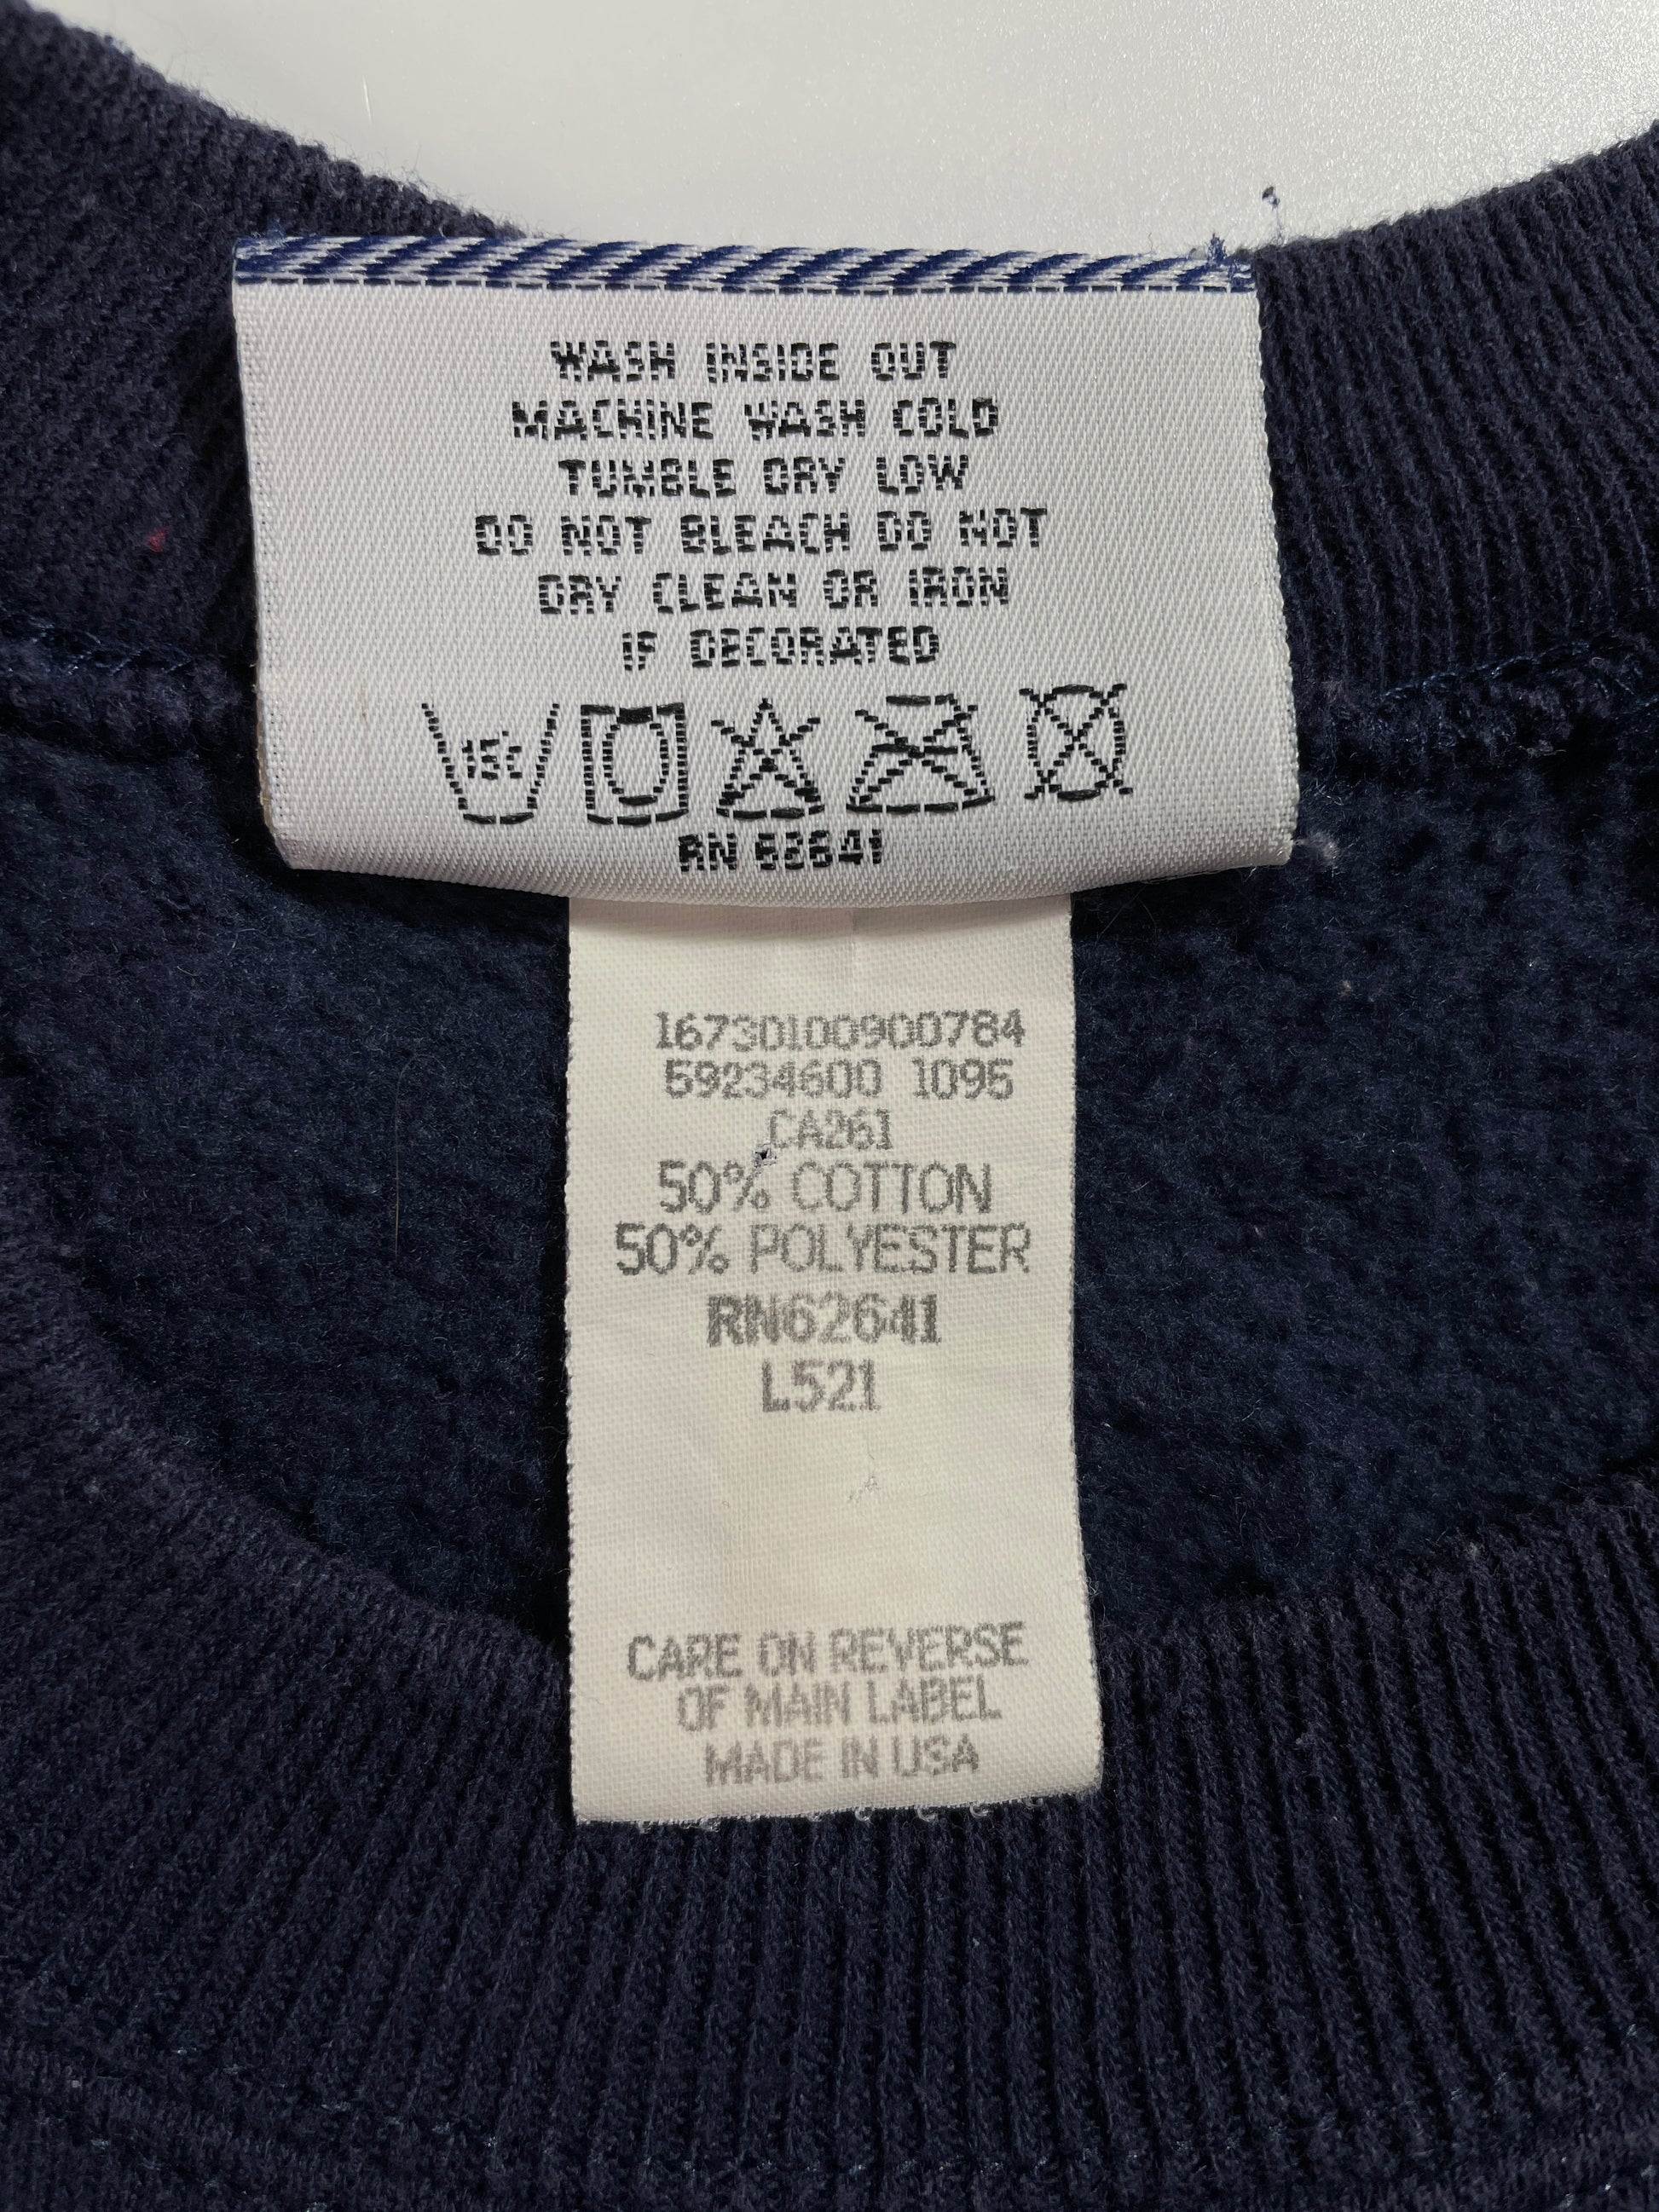 WASH INSIDE OUT
MACHINE WASH COLD
TUMBLE DRY LOW
DO NOT BLEACH DO NOT
DRY CLEAN OR IRON
IF DECORATED
RN 62641
16730100900784
59234600 1095
CA261
50% COTTON
50% POLYESTER
RN62641
L521
CARE ON REVERSE
OF MAIN LABEL
MADE IN USA